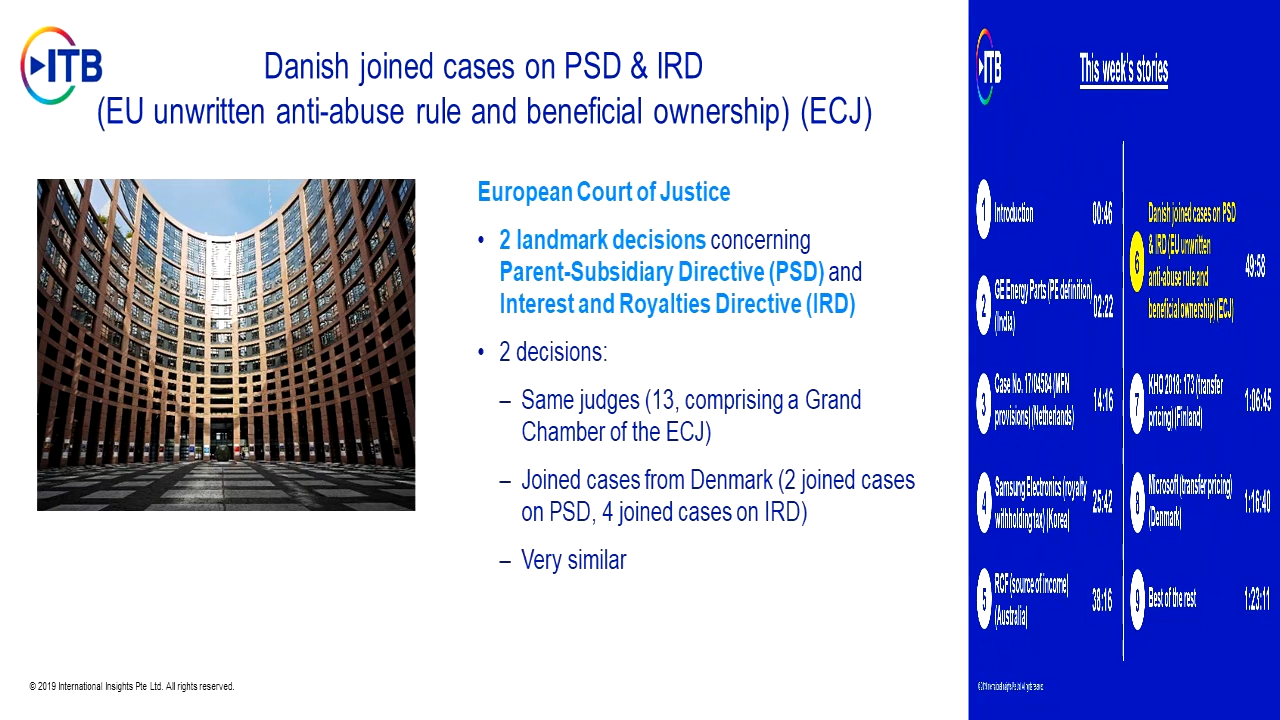 ITB
Danish joined cases on PSD & IRD
(EU unwritten anti-abuse rule and beneficial ownership) (ECJ)
European Court of Justice
• 2 landmark decisions concerning
Parent-Subsidiary Directive (PSD) and
Interest and Royalties Directive (IRD)
• 2 decisions:
– Same judges (13, comprising a Grand
Chamber of the ECJ)
– Joined cases from Denmark (2 joined cases
on PSD, 4 joined cases on IRD)
– Very similar
© 2019 International Insights Pte Ltd. All rights reserved.
ITB
This week's stories
1 Introduction 00:46
2 GE Energy Parts (PE definition)
(India) 02:22
3 Case No. 17/04584 (MFN
provisions) (Netherlands) 14:16
4 Samsung Electronics (royalty
withholding tax) (Korea) 25:42
5 RCF (source of income)
(Australia) 38:16
6 Danish joined cases on PSD
& IRD (EU unwritten
anti-abuse rule and
beneficial ownership) (ECJ) 49:58
7 KHO 2018: 173 (transfer
pricing) (Finland) 1:06:45
8 Microsoft (transfer pricing)
(Denmark) 1:16:40
9 Best of the rest 1:23:11